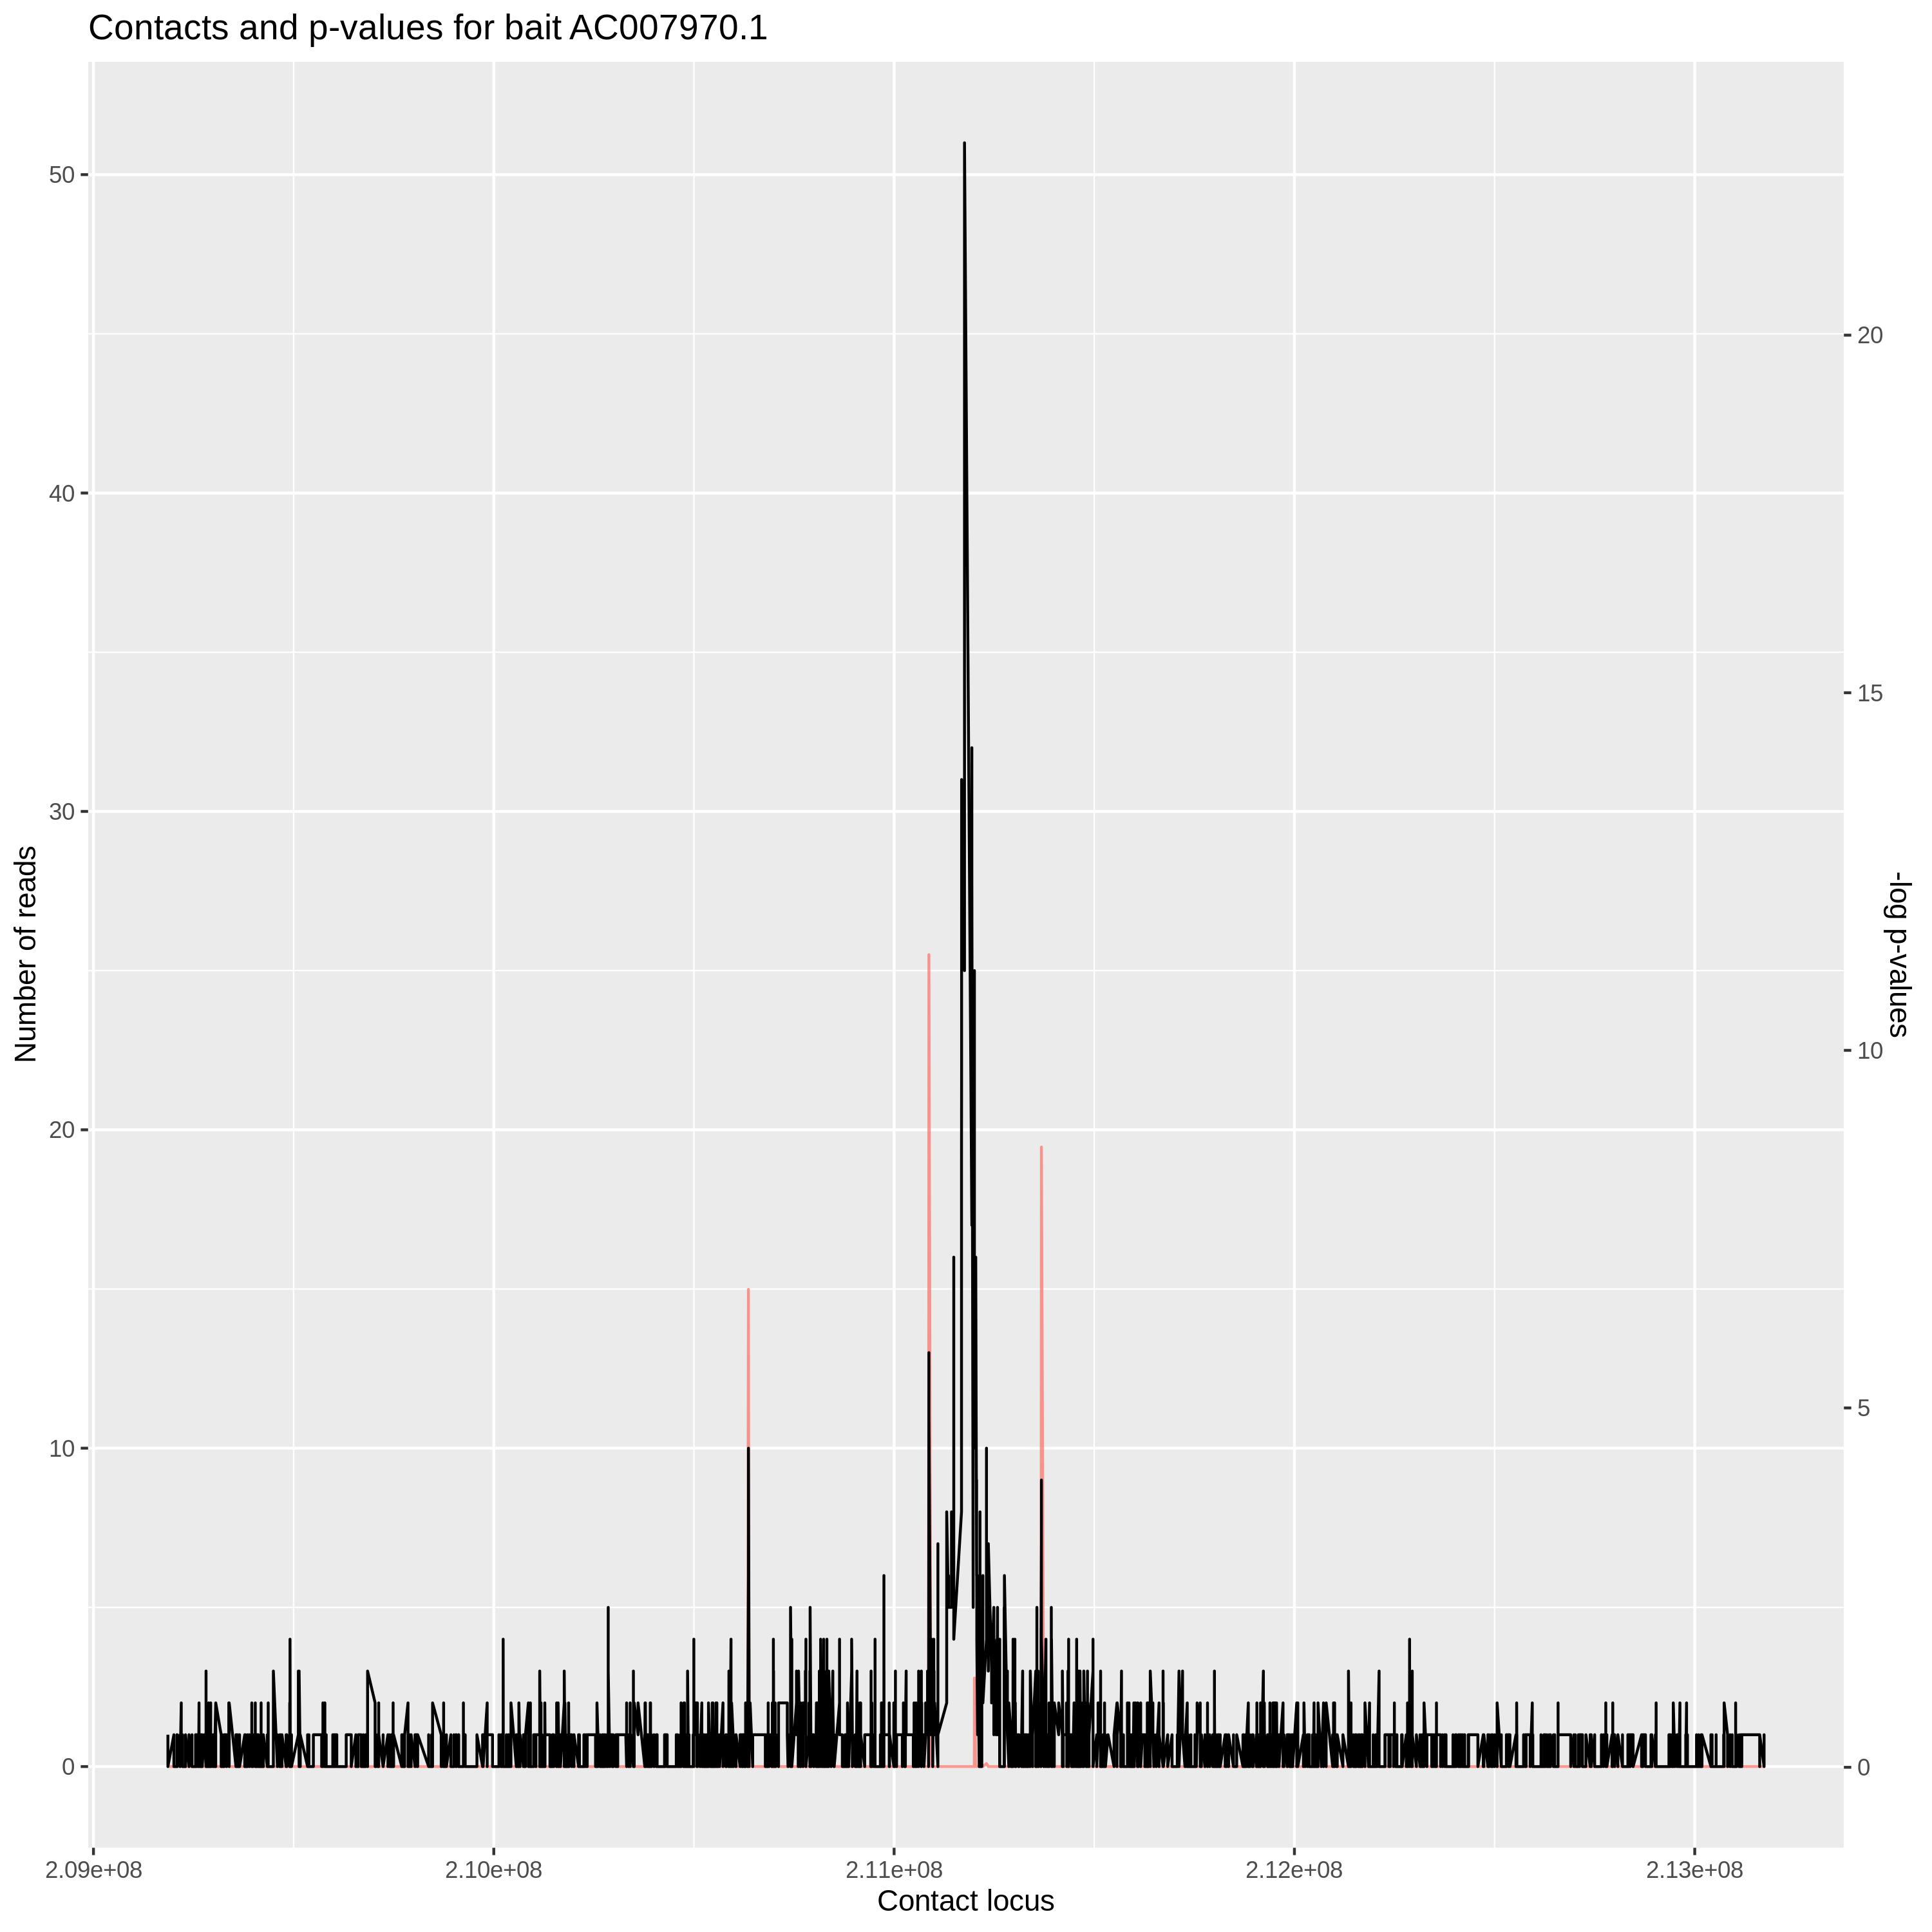 Contacts and p-values for bait AC007970.1
50
40
30
20
10
0
Number of reads
20
15
10
5
0
-log p-values
2.09e+08
2.10e+08
2.11e+08
2.12e+08
2.13e+08
Contact locus